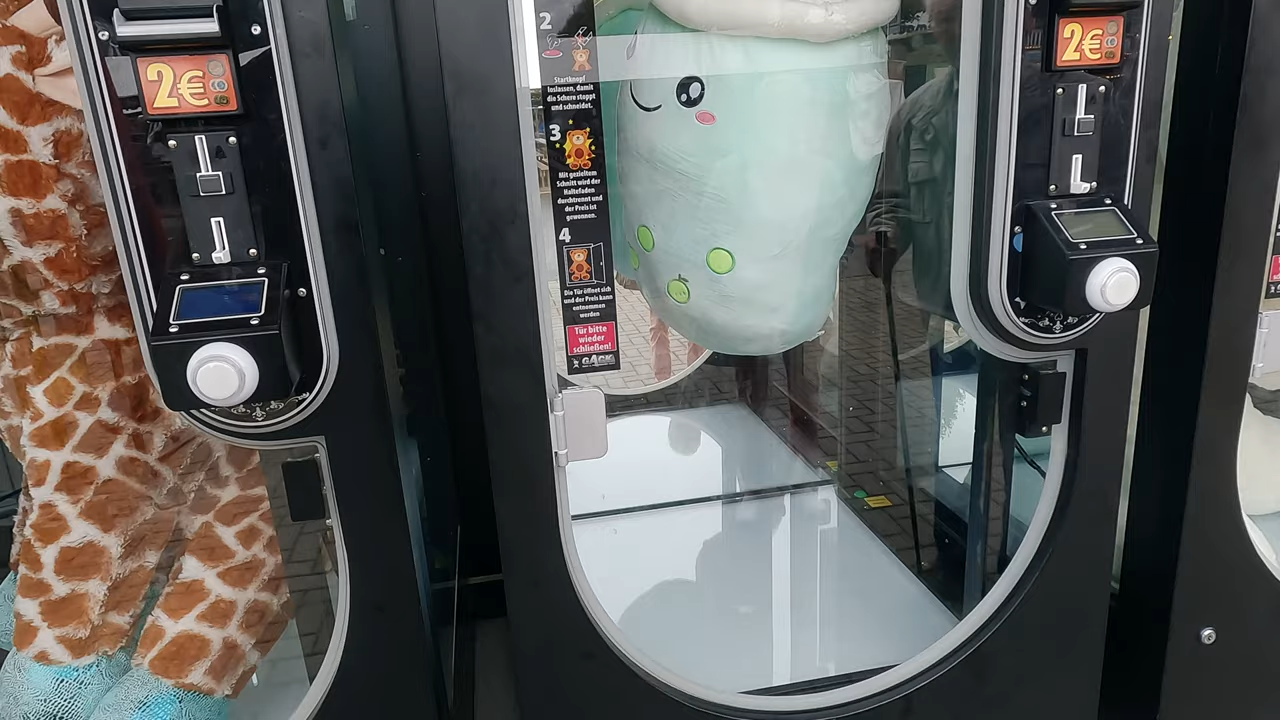 2€
2
Startknopf
loslassen, damit
die Schere stoppt
und schneidet.
3
Mit gezieltem
Schnitt wird der
Haltefaden
durchtrennt und
der Preis ist
gewonnen.
4
Die Tür öffnet sich
und der Preis kann
entnommen
werden
Tür bitte
wieder
schließen!
GACK
2€